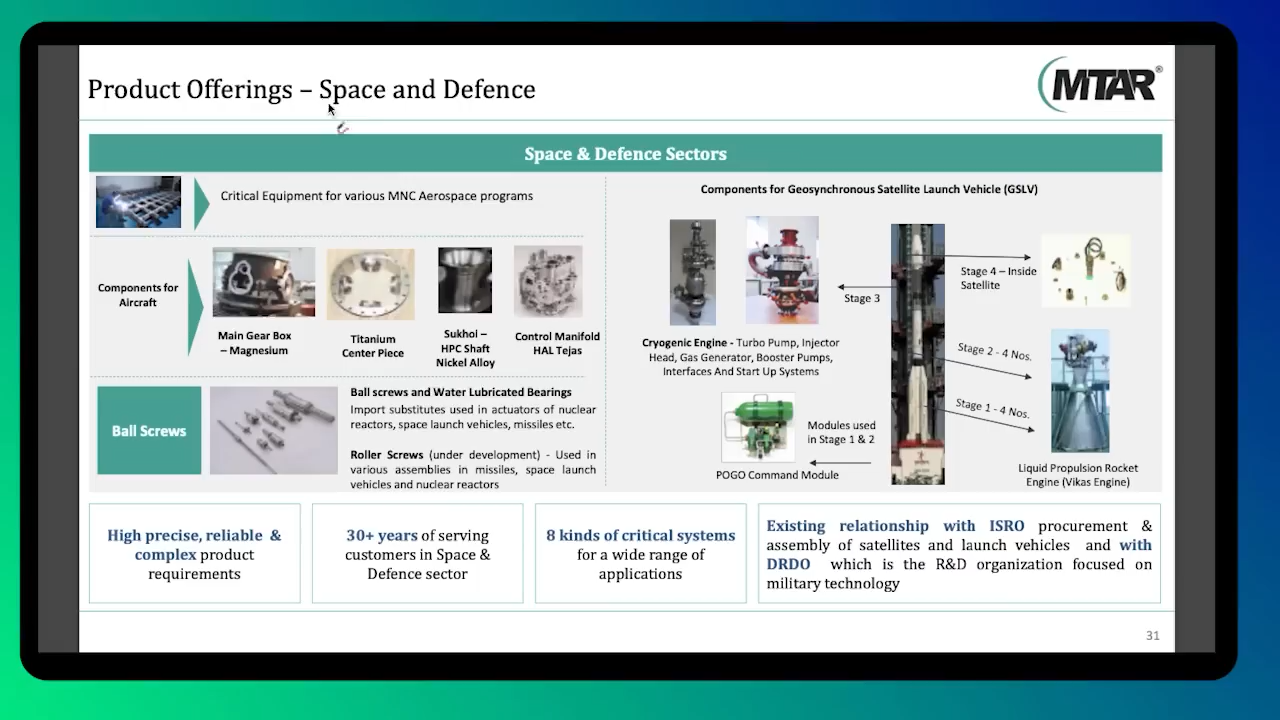 Product Offerings – Space and Defence
MTAR®
Space & Defence Sectors
Critical Equipment for various MNC Aerospace programs
Components for
Aircraft
Main Gear Box
– Magnesium
Titanium
Center Piece
Sukhoi –
HPC Shaft
Nickel Alloy
Control Manifold
HAL Tejas
Ball Screws
Ball screws and Water Lubricated Bearings
Import substitutes used in actuators of nuclear
reactors, space launch vehicles, missiles etc.
Roller Screws (under development) - Used in
various assemblies in missiles, space launch
vehicles and nuclear reactors
Components for Geosynchronous Satellite Launch Vehicle (GSLV)
Stage 3
Stage 4 – Inside
Satellite
Cryogenic Engine - Turbo Pump, Injector
Head, Gas Generator, Booster Pumps,
Interfaces And Start Up Systems
Stage 2 - 4 Nos.
Stage 1 - 4 Nos.
Modules used
in Stage 1 & 2
POGO Command Module
Liquid Propulsion Rocket
Engine (Vikas Engine)
High precise, reliable &
complex product
requirements
30+ years of serving
customers in Space &
Defence sector
8 kinds of critical systems
for a wide range of
applications
Existing relationship with ISRO procurement &
assembly of satellites and launch vehicles and with
DRDO which is the R&D organization focused on
military technology
31